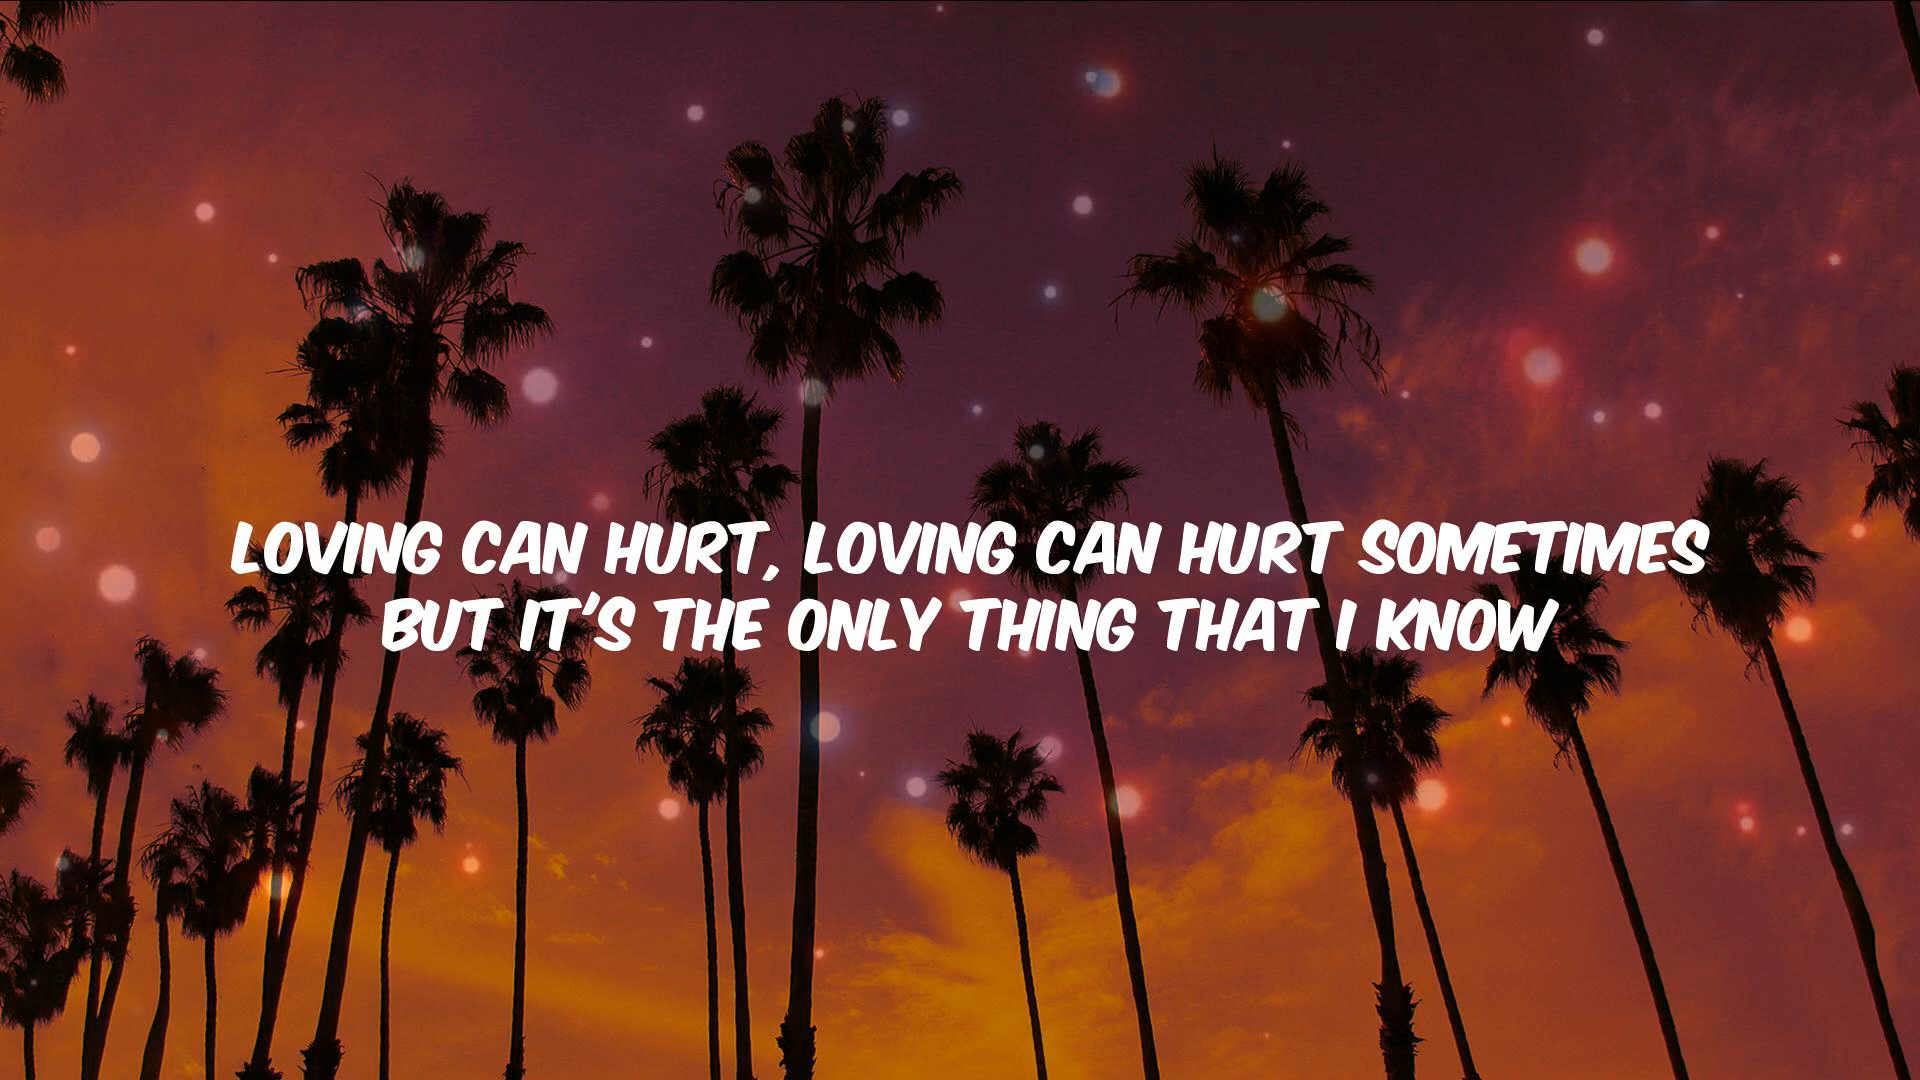 LOVING CAN HURT, LOVING CAN HURT SOMETIMES
BUT IT'S THE ONLY THING THAT I KNOW